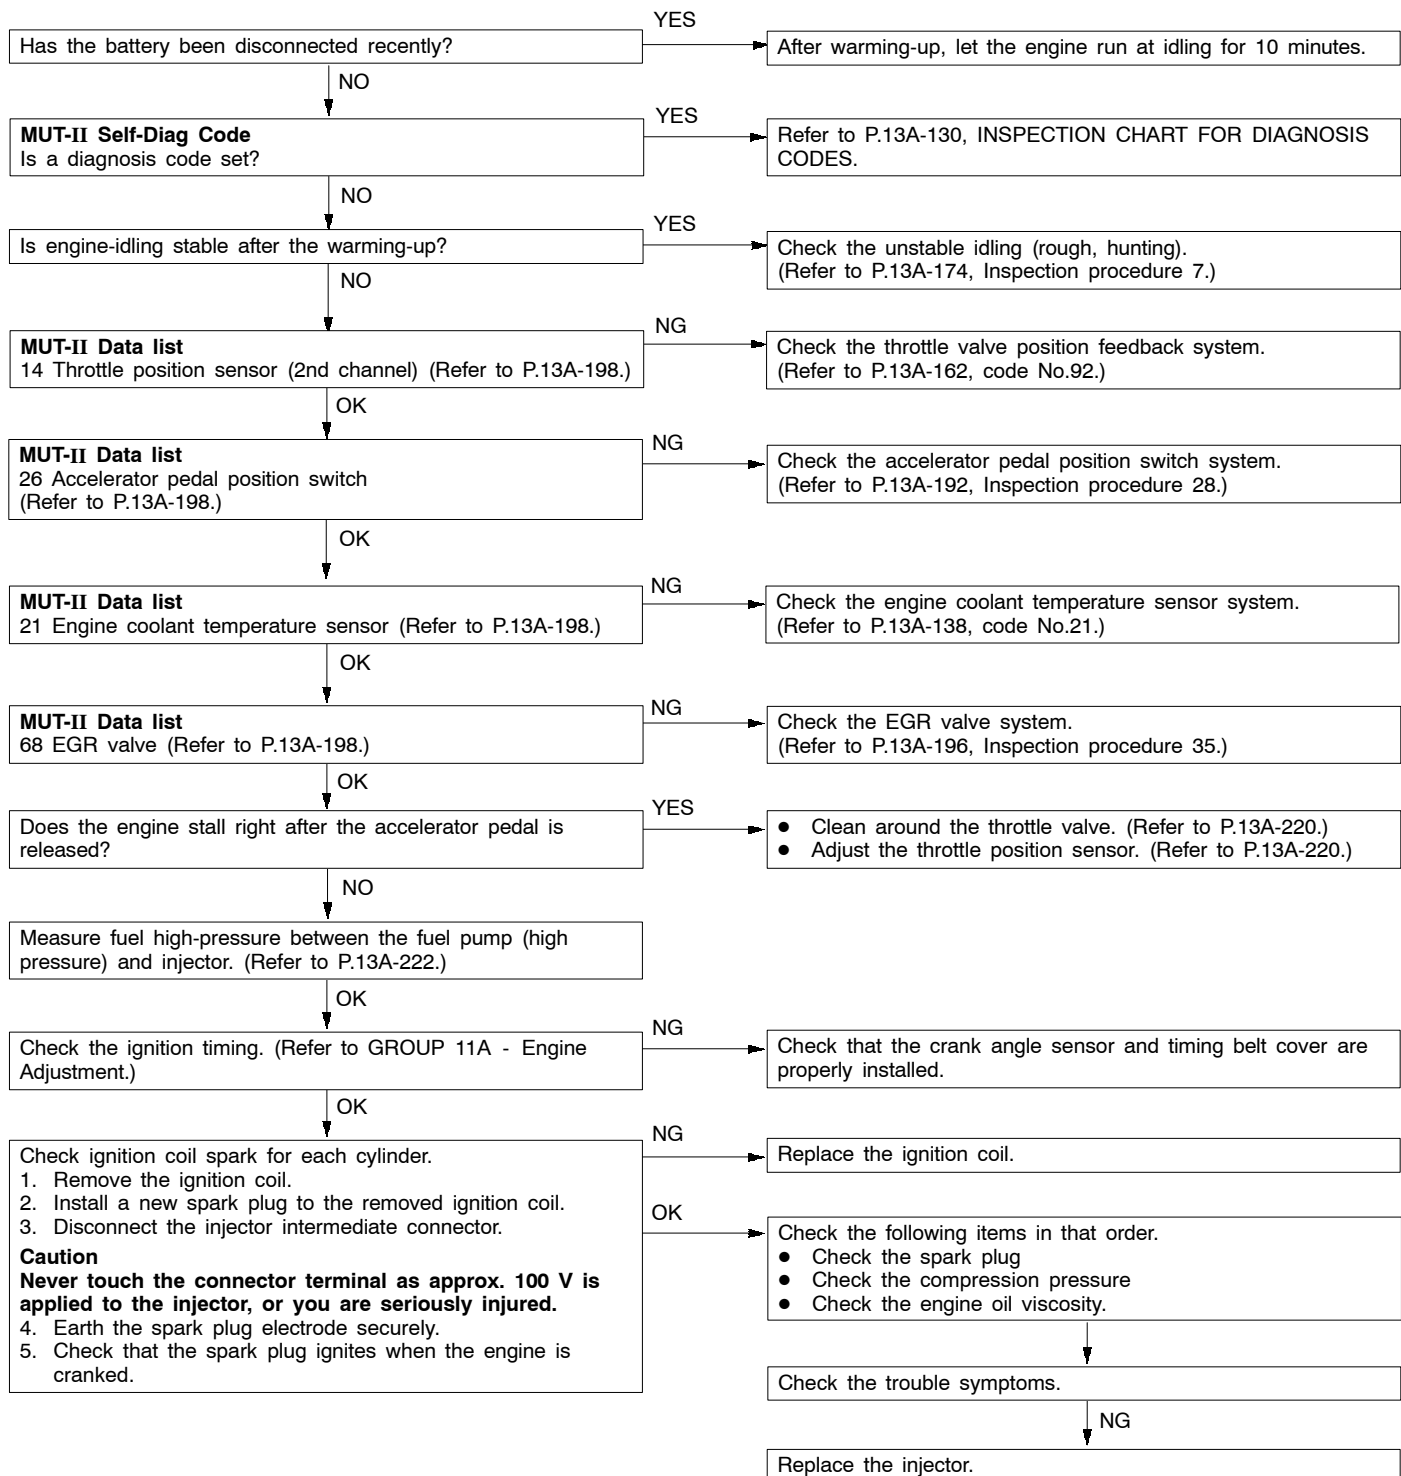 YES
Has the battery been disconnected recently?
After warming-up, let the engine run at idling for 10 minutes.
NO
YES
MUT-II Self-Diag Code
Is a diagnosis code set?
Refer to P.13A-130, INSPECTION CHART FOR DIAGNOSIS
CODES.
NO
YES
Is engine-idling stable after the warming-up?
Check the unstable idling (rough, hunting).
(Refer to P.13A-174, Inspection procedure 7.)
NO
NG
MUT-II Data list
14 Throttle position sensor (2nd channel) (Refer to P.13A-198.)
Check the throttle valve position feedback system.
(Refer to P.13A-162, code No.92.)
OK
NG
MUT-II Data list
26 Accelerator pedal position switch
(Refer to P.13A-198.)
Check the accelerator pedal position switch system.
(Refer to P.13A-192, Inspection procedure 28.)
OK
NG
MUT-II Data list
21 Engine coolant temperature sensor (Refer to P.13A-198.)
Check the engine coolant temperature sensor system.
(Refer to P.13A-138, code No.21.)
OK
NG
MUT-II Data list
68 EGR valve (Refer to P.13A-198.)
Check the EGR valve system.
(Refer to P.13A-196, Inspection procedure 35.)
OK
YES
Does the engine stall right after the accelerator pedal is
released?
● Clean around the throttle valve. (Refer to P.13A-220.)
● Adjust the throttle position sensor. (Refer to P.13A-220.)
NO
Measure fuel high-pressure between the fuel pump (high
pressure) and injector. (Refer to P.13A-222.)
OK
NG
Check the ignition timing. (Refer to GROUP 11A - Engine
Adjustment.)
Check that the crank angle sensor and timing belt cover are
properly installed.
OK
NG
Check ignition coil spark for each cylinder.
1. Remove the ignition coil.
2. Install a new spark plug to the removed ignition coil.
3. Disconnect the injector intermediate connector.
Caution
Never touch the connector terminal as approx. 100 V is
applied to the injector, or you are seriously injured.
4. Earth the spark plug electrode securely.
5. Check that the spark plug ignites when the engine is
cranked.
Replace the ignition coil.
OK
Check the following items in that order.
● Check the spark plug
● Check the compression pressure
● Check the engine oil viscosity.
Check the trouble symptoms.
NG
Replace the injector.